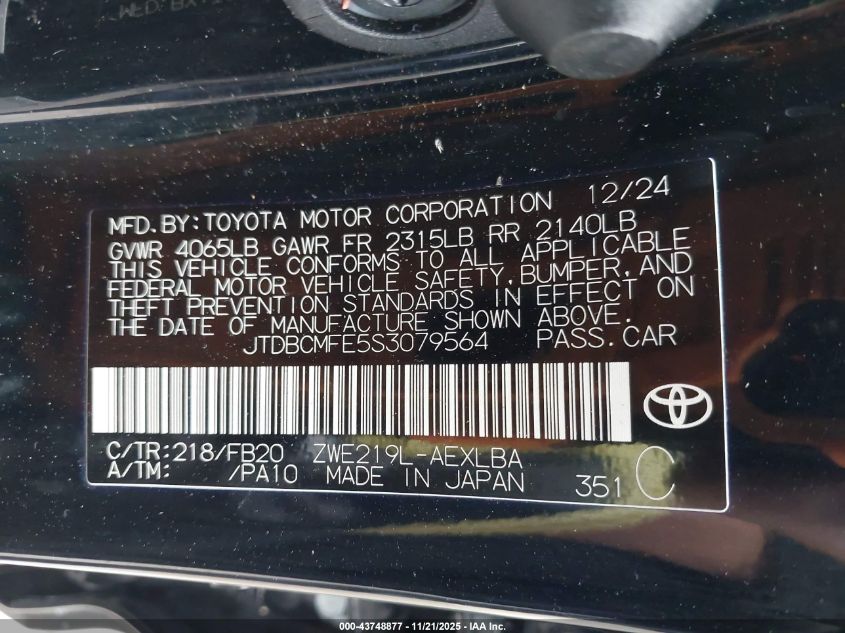 MFD.BY:TOYOTA MOTOR CORPORATION 12/24
GVWR 4065LB GAWR FR 2315LB RR 2140LB
THIS VEHICLE CONFORMS TO ALL APPLICABLE
FEDERAL MOTOR VEHICLE SAFETY,BUMPER,AND
THEFT PREVENTION STANDARDS IN EFFECT ON
THE DATE OF MANUFACTURE SHOWN ABOVE.
JTDBCMFE5S3079564 PASS.CAR
C/TR:218/FB20 ZWE219L-AEXLBA
A/TM: /PA10 MADE IN JAPAN 351 C
000-43748877 - 11/21/2025 - IAA Inc.